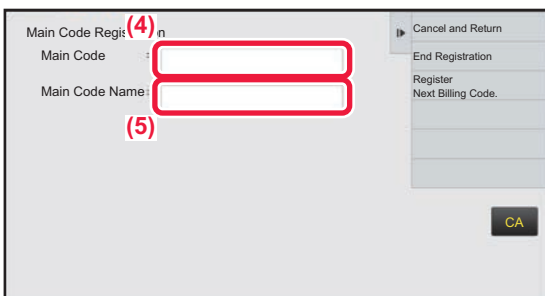 Main Code Regis n
(4)
Main Code :
Main Code Name:
(5)
Cancel and Return
End Registration
Register
Next Billing Code.
CA